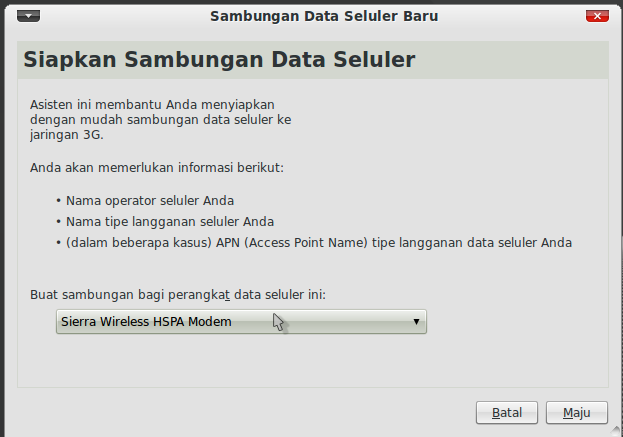 Sambungan Data Seluler Baru
Siapkan Sambungan Data Seluler
Asisten ini membantu Anda menyiapkan
dengan mudah sambungan data seluler ke
jaringan 3G.
Anda akan memerlukan informasi berikut:
• Nama operator seluler Anda
• Nama tipe langganan seluler Anda
• (dalam beberapa kasus) APN (Access Point Name) tipe langganan data seluler Anda
Buat sambungan bagi perangkat data seluler ini:
Sierra Wireless HSPA Modem
Batal Maju